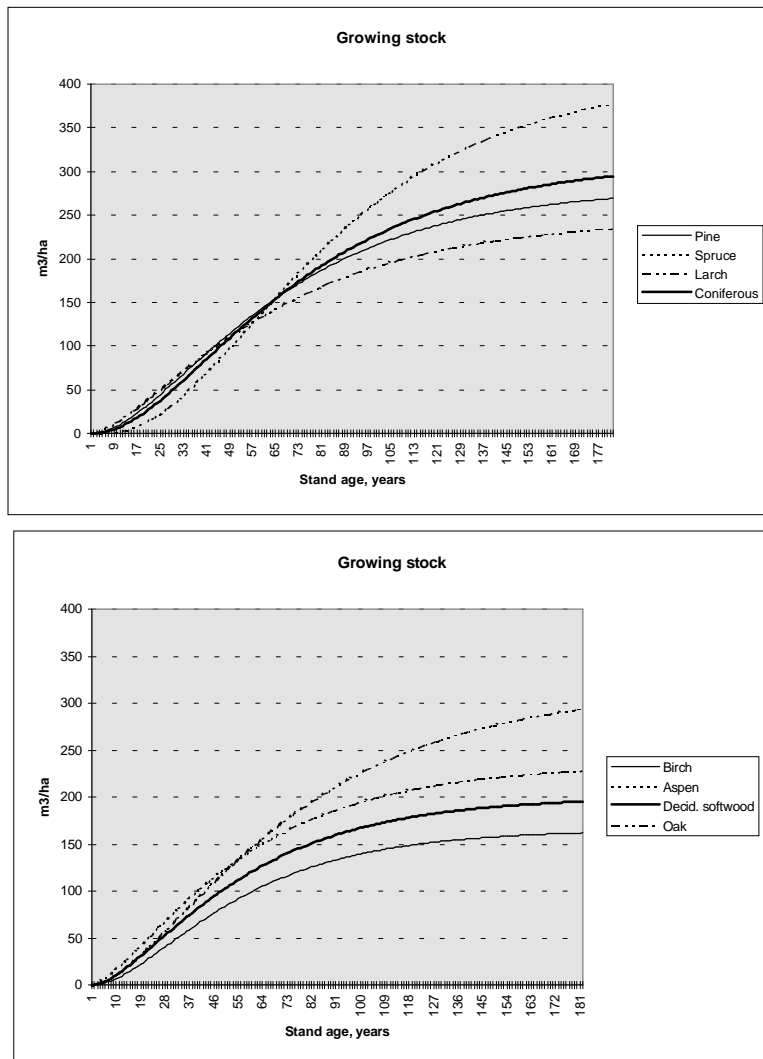 Growing stock
400
350
300
250
200
150
100
50
0
m3/ha
1 9 17 25 33 41 49 57 65 73 81 89 97 105 113 121 129 137 145 153 161 169 177
Stand age, years
Pine
Spruce
Larch
Coniferous
Growing stock
400
350
300
250
200
150
100
50
0
m3/ha
1 10 19 28 37 46 55 64 73 82 91 100 109 118 127 136 145 154 163 172 181
Stand age, years
Birch
Aspen
Decid. softwood
Oak